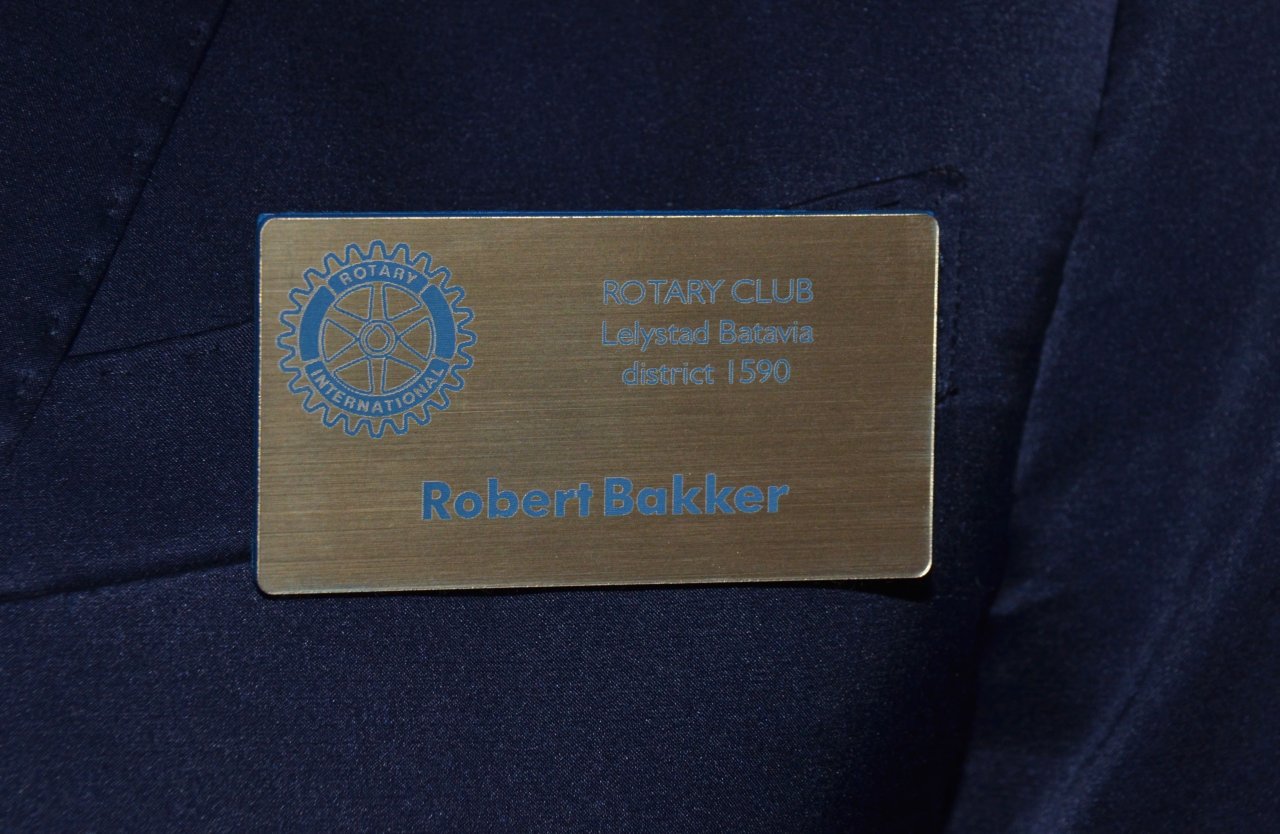 ROTARY
INTERNATIONAL
ROTARY CLUB
Lelystad Batavia
district 1590
Robert Bakker